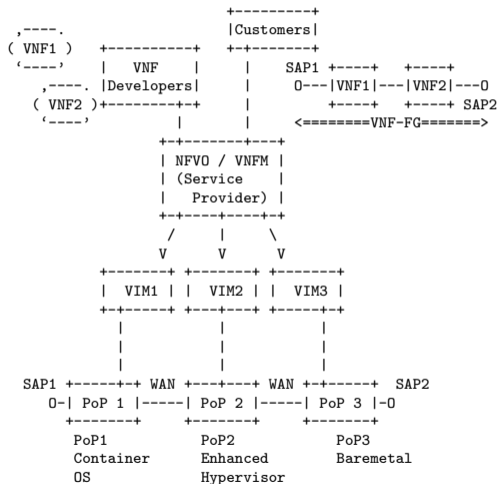 +----------+
 ,----.                       |Customers|
( VNF1 )    +-----------+     +-+-------+
 ‘----’     |   VNF     |       |     SAP1 +-----+   +-----+
    ,----.  |Developers|        |      O---|VNF1|---|VNF2|---O
   ( VNF2 )+---------+-+        |          +-----+   +-----+ SAP2
    ‘----’           |          |      <========VNF-FG=======>
                   +-+--------+---+
                   | NFVO / VNFM |
                   | (Service    |
                   |   Provider) |
                   +-+----+----+-+
                    /     |     \
                   V      V      V
           +-------+ +-------+ +-------+
           |  VIM1 | |  VIM2 | |  VIM3 |
           +-+-----+ +---+---+ +-----+-+
             |           |           |
             |           |           |
             |           |           |
  SAP1 +-----+-+ WAN +---+---+ WAN +-+-----+  SAP2
     O-| PoP 1 |-----| PoP 2 |-----| PoP 3 |-O
       +-------+     +-------+     +-------+
       PoP1          PoP2            PoP3
       Container     Enhanced        Baremetal
       OS            Hypervisor